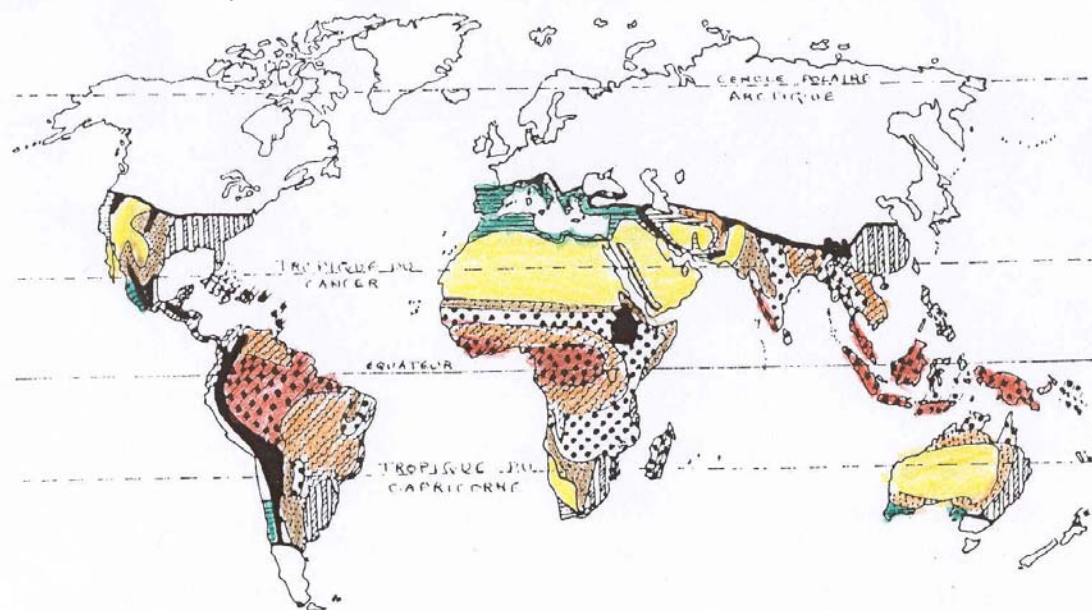 CERCLE POLAIRE
ARCTIQUE
TROPIQUE DU
CANCER
EQUATEUR
TROPIQUE DU
CAPRICORNE